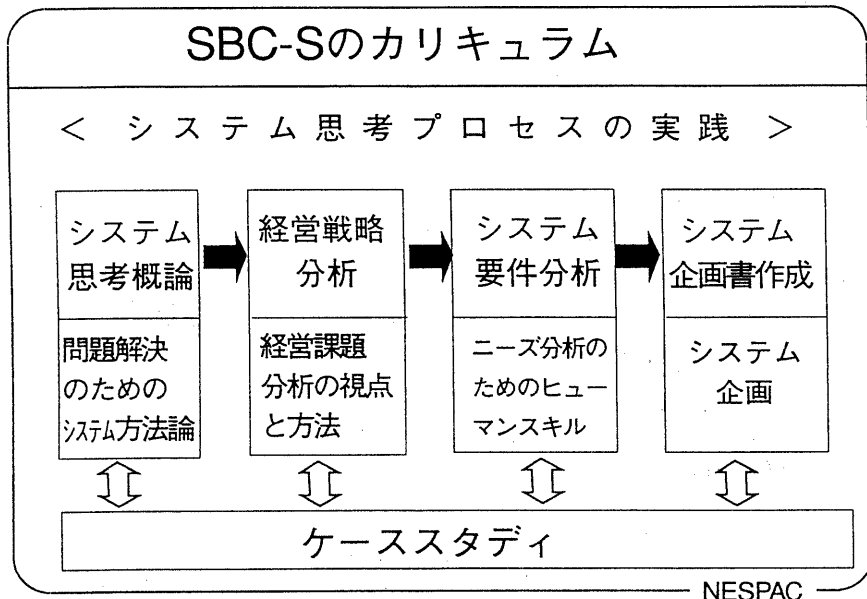 SBC-Sのカリキュラム
＜ システム思考プロセスの実践 ＞
システム
思考概論
問題解決
のための
システム方法論
経営戦略
分析
経営課題
分析の視点
と方法
システム
要件分析
ニーズ分析の
ためのヒュー
マンスキル
システム
企画書作成
システム
企画
ケーススタディ
NESPAC